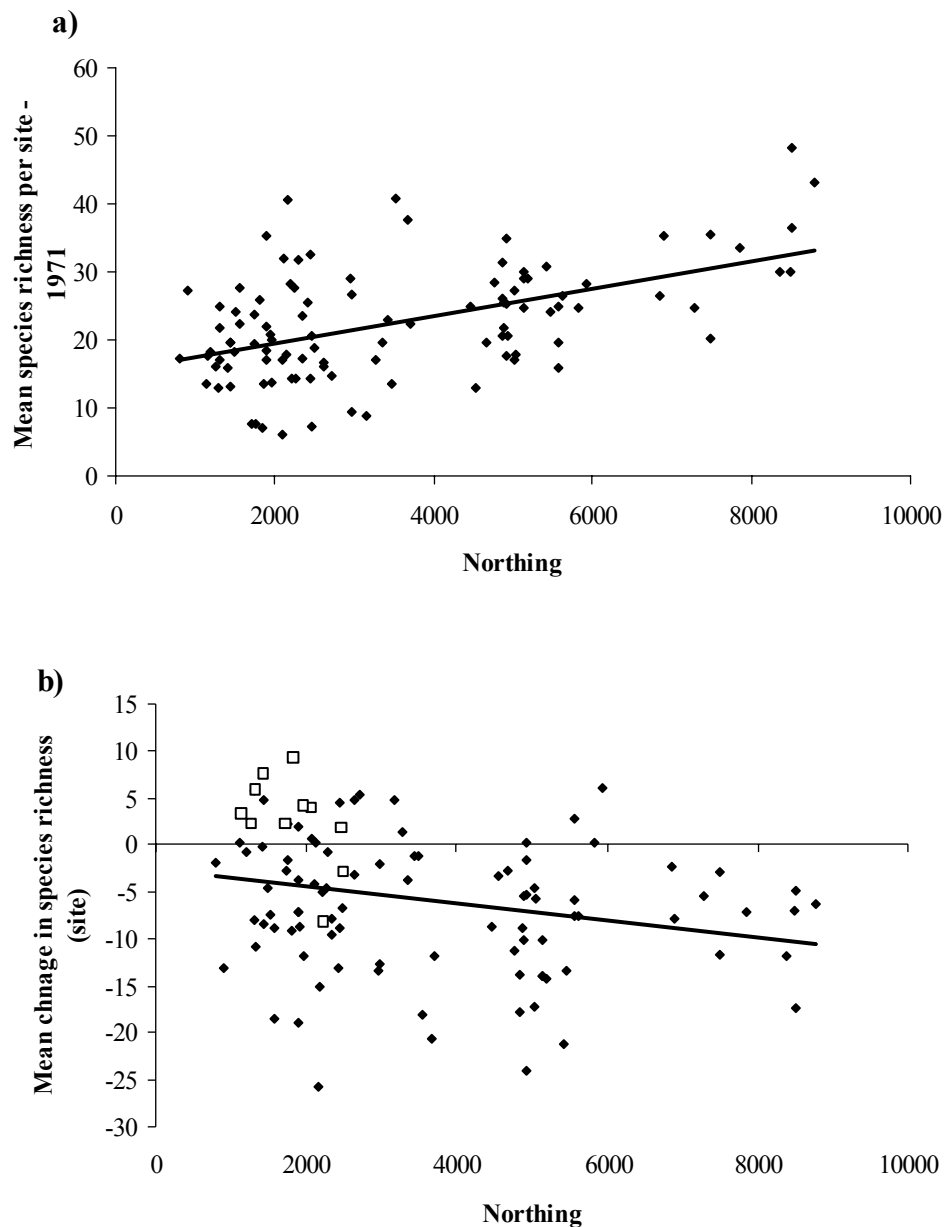 a)
Mean species richness per site -
1971
60
50
40
30
20
10
0
0 2000 4000 6000 8000 10000
Northing
b)
Mean chnage in species richness
(site)
15
10
5
0
-5
-10
-15
-20
-25
-30
0 2000 4000 6000 8000 10000
Northing